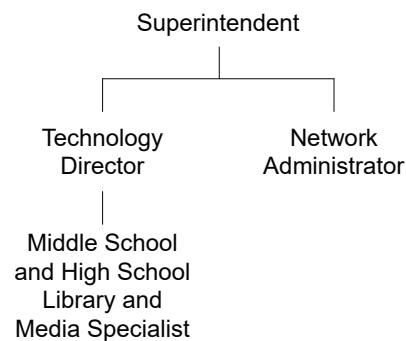 Superintendent
Technology
Director
Network
Administrator
Middle School
and High School
Library and
Media Specialist